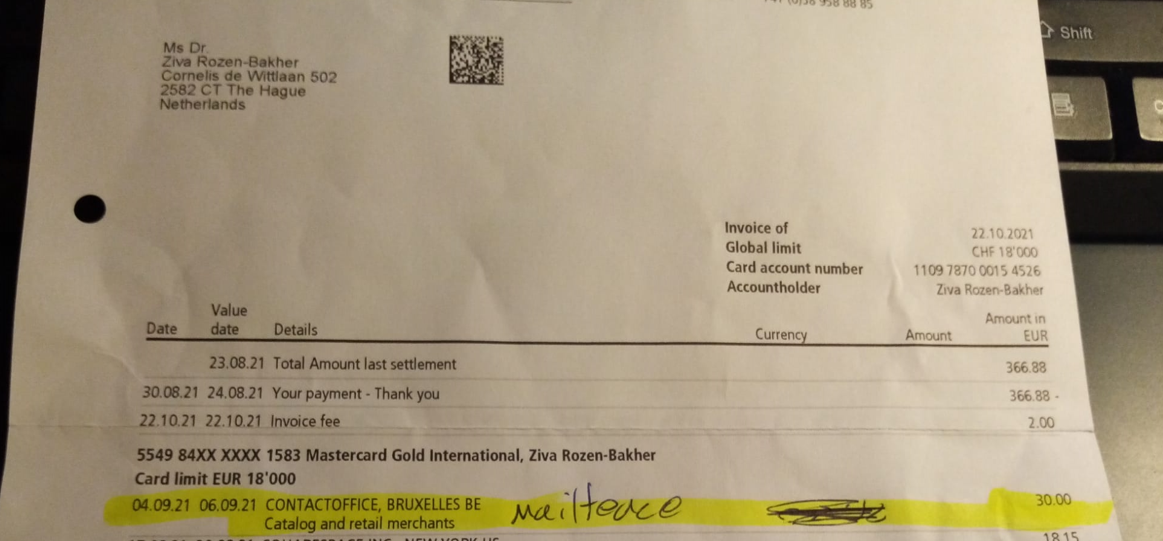 958 88 85
Shift
Ms Dr.
Ziva Rozen-Bakher
Cornelis de Wittlaan 502
2582 CT The Hague
Netherlands
Invoice of 22.10.2021
Global limit CHF 18'000
Card account number 1109 7870 0015 4526
Accountholder Ziva Rozen-Bakher
Date Value date Details Currency Amount Amount in EUR
23.08.21 Total Amount last settlement 366.88
30.08.21 24.08.21 Your payment - Thank you 366.88 -
22.10.21 22.10.21 Invoice fee 2.00
5549 84XX XXXX 1583 Mastercard Gold International, Ziva Rozen-Bakher
Card limit EUR 18'000
04.09.21 06.09.21 CONTACTOFFICE, BRUXELLES BE mailfence 30.00
Catalog and retail merchants
18.15